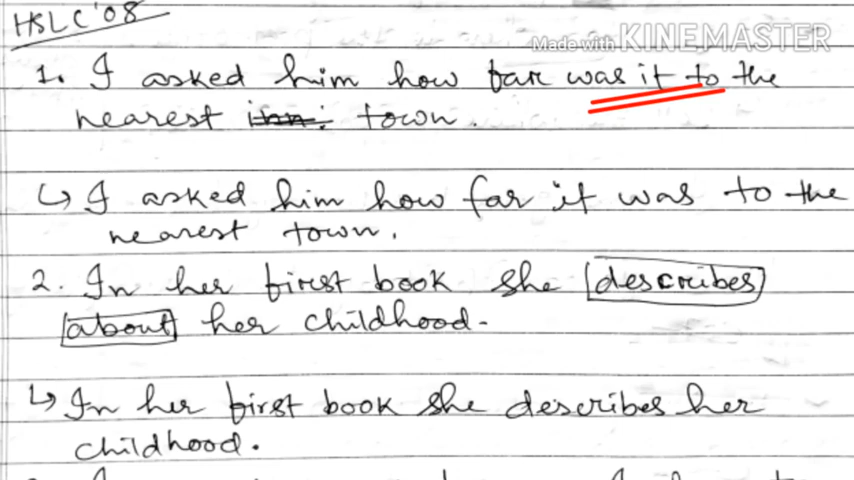 HSLC'08
Made with KINEMASTER
1. I asked him how far was it to the
nearest town.
↳ I asked him how far it was to the
nearest town.
2. In her first book she describes
about her childhood.
↳ In her first book she describes her
childhood.